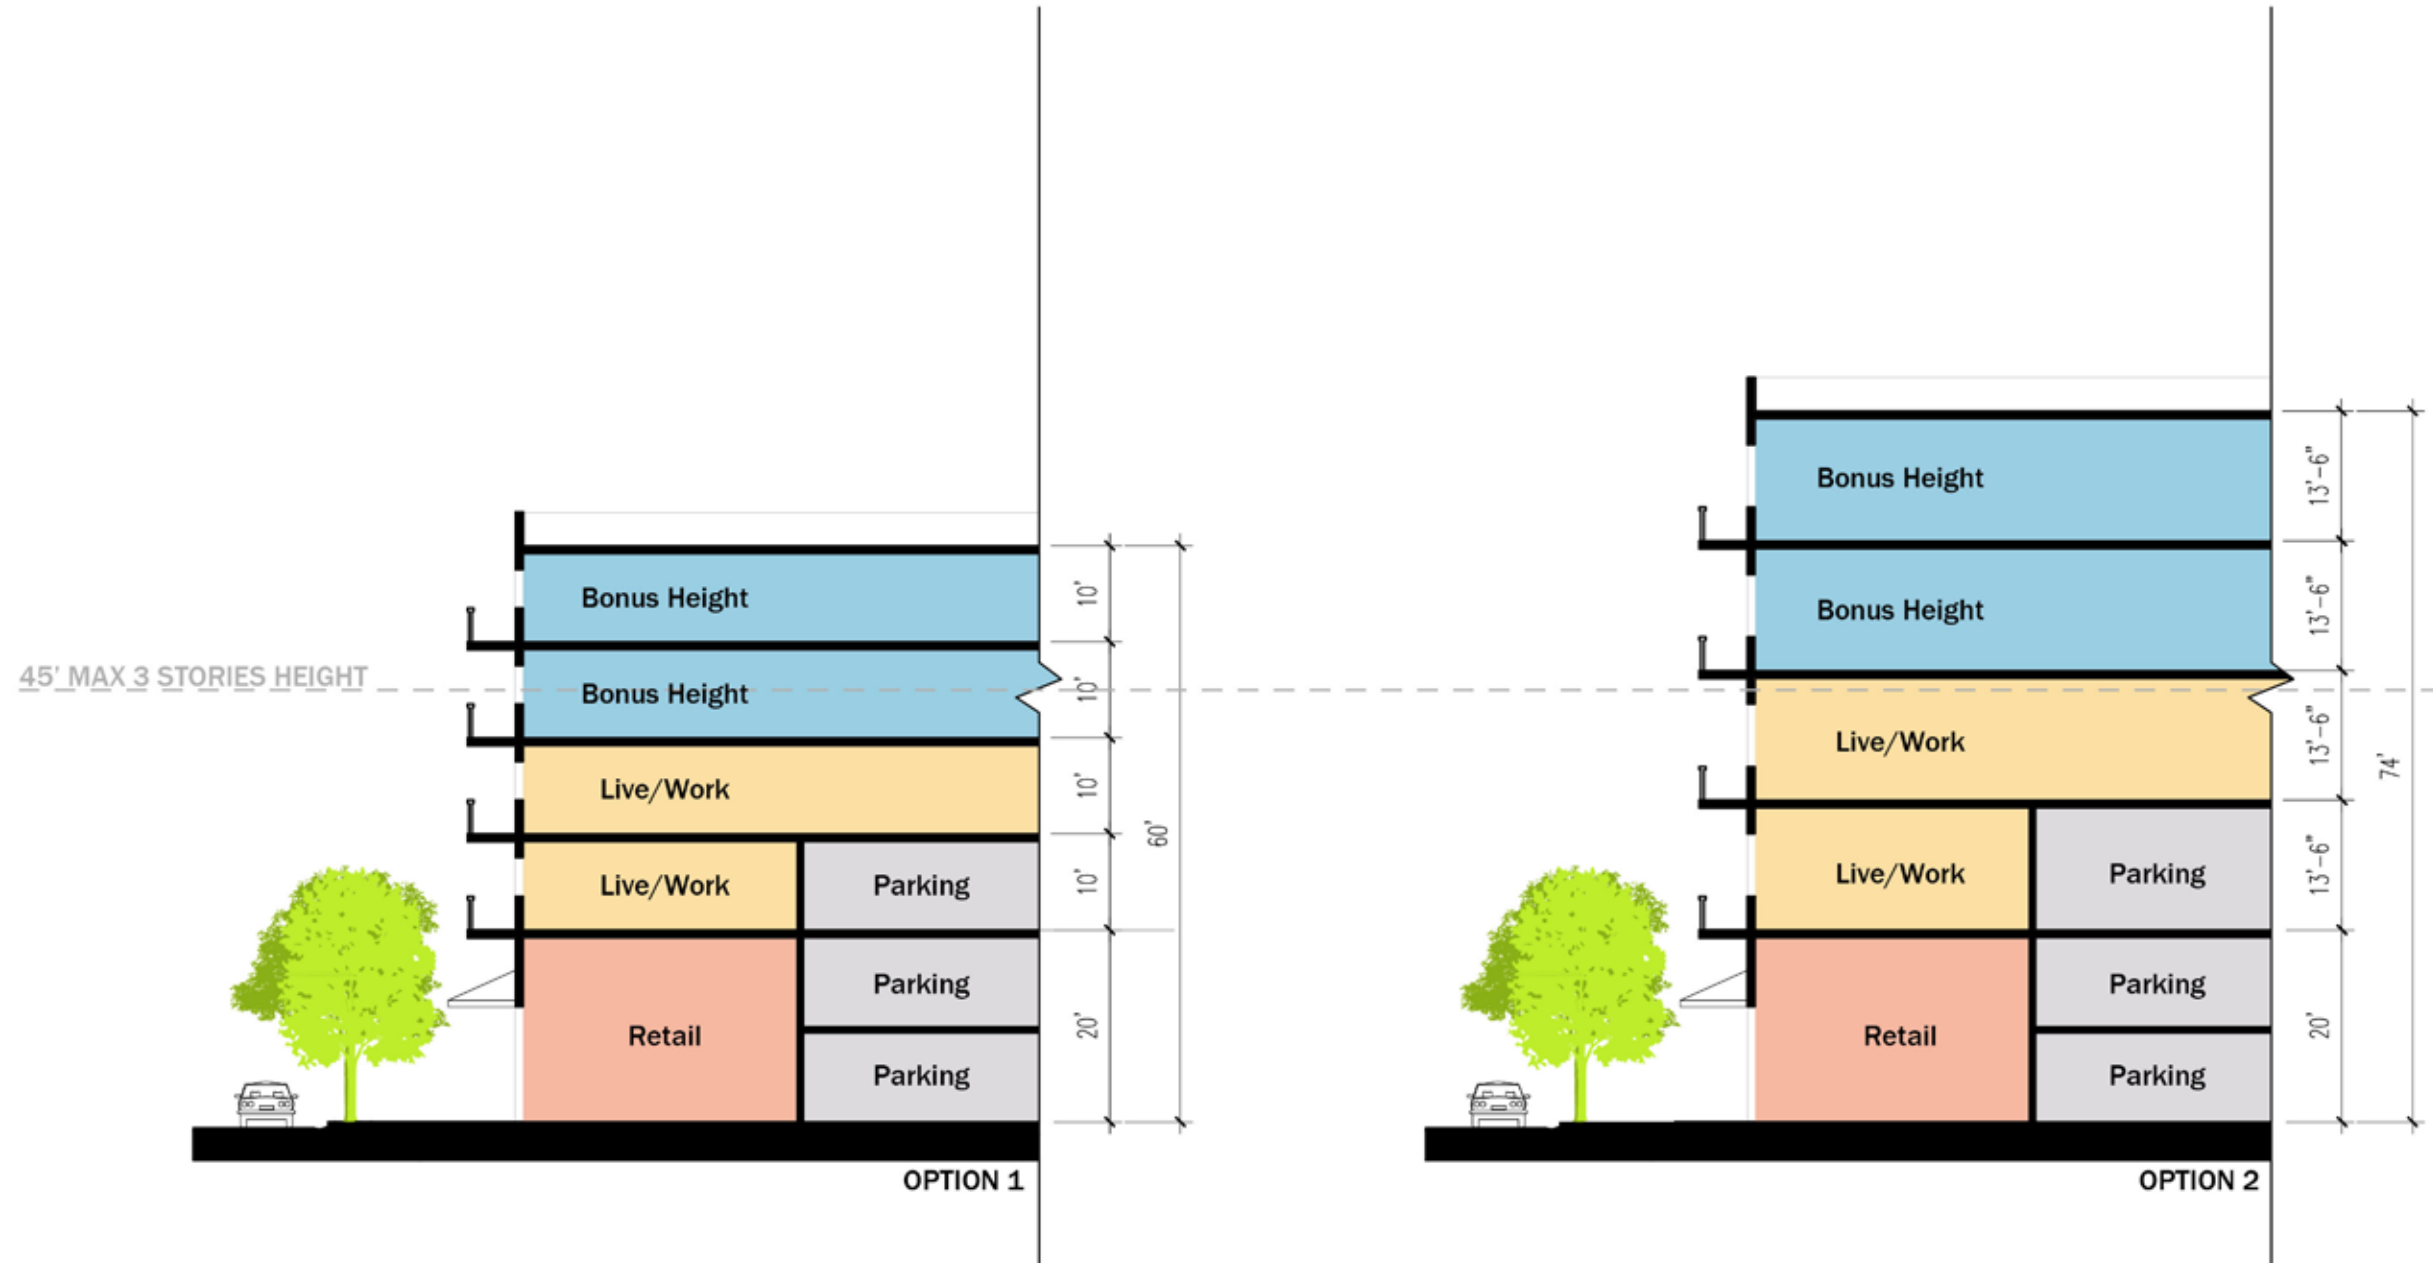 45' MAX 3 STORIES HEIGHT
Bonus Height
Bonus Height
Live/Work
Live/Work
Parking
Retail
Parking
Parking
10'
10'
10'
10'
20'
60'
OPTION 1
Bonus Height
Bonus Height
Live/Work
Live/Work
Parking
Retail
Parking
Parking
13'-6"
13'-6"
13'-6"
13'-6"
20'
74'
OPTION 2